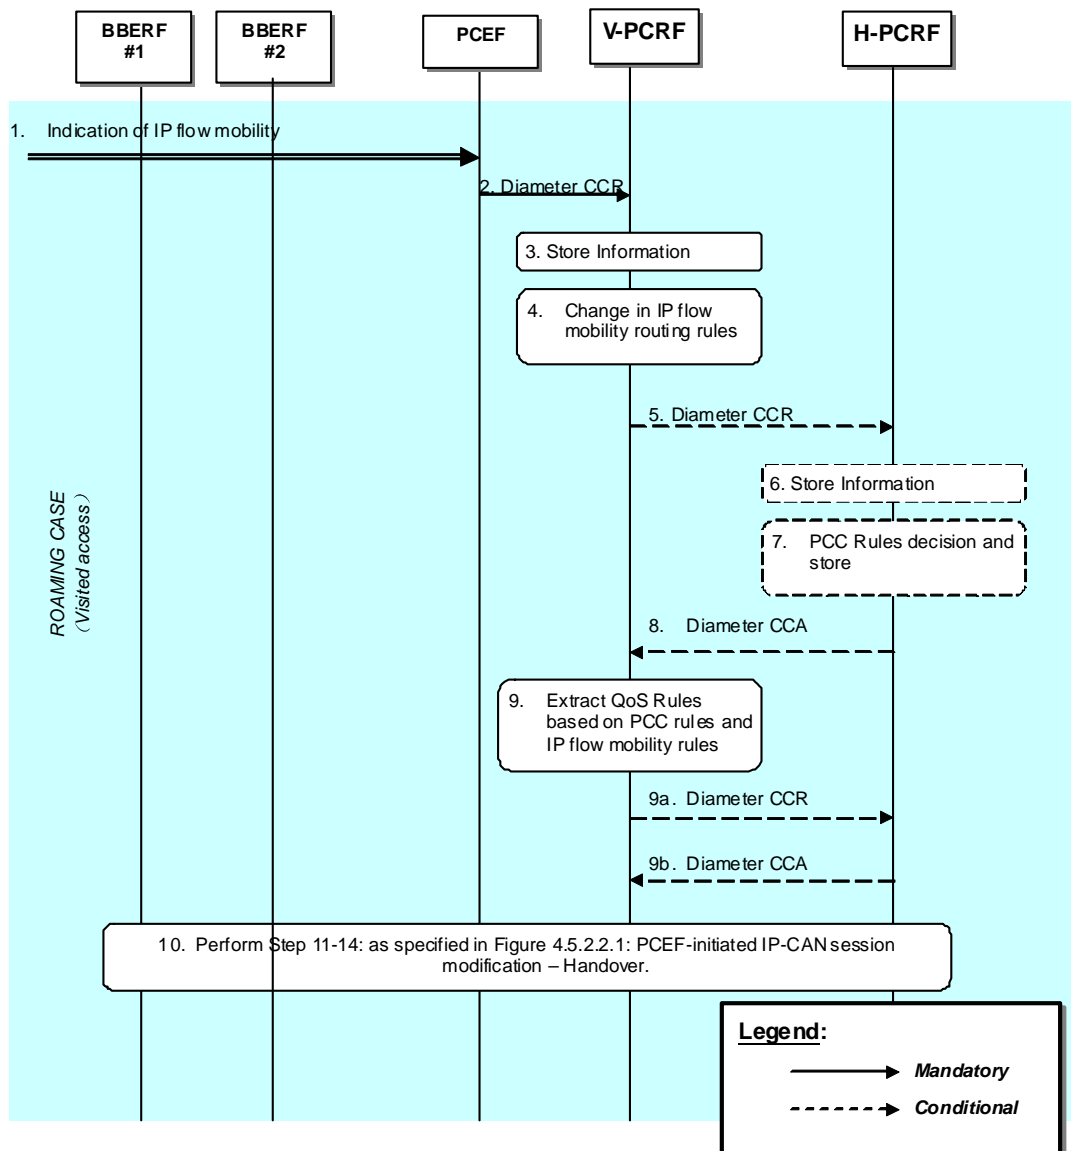 BBERF
#1
BBERF
#2
PCEF
V-PCRF
H-PCRF
1. Indication of IP flow mobility
2. Diameter CCR
3. Store Information
4. Change in IP flow
mobility routing rules
5. Diameter CCR
6. Store Information
7. PCC Rules decision and
store
ROAMING CASE
(Visited access)
8. Diameter CCA
9. Extract QoS Rules
based on PCC rules and
IP flow mobility rules
9a. Diameter CCR
9b. Diameter CCA
10. Perform Step 11-14: as specified in Figure 4.5.2.2.1: PCEF-initiated IP-CAN session
modification – Handover.
Legend:
Mandatory
Conditional